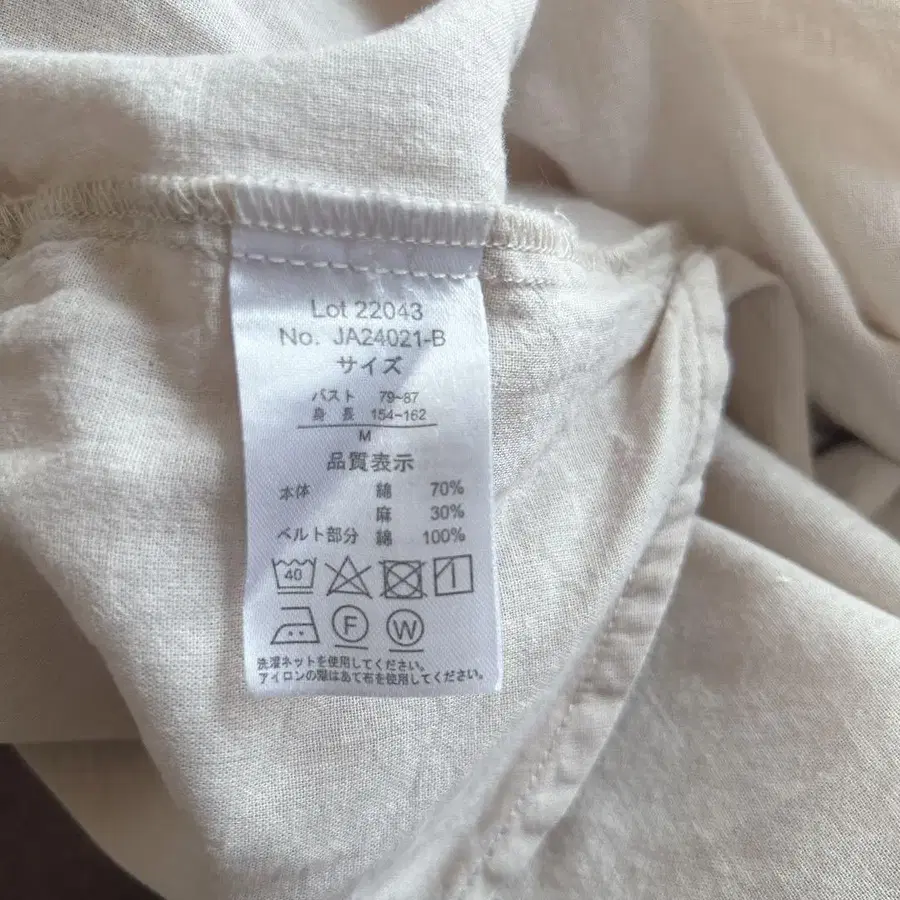 Lot 22043
No. JA24021-B
サイズ
バスト 79~87
身 長 154~162
M
品質表示
本体 綿 70%
麻 30%
ベルト部分 綿 100%
40
F W
洗濯ネットを使用してください。
アイロンの際はあて布を使用してください。